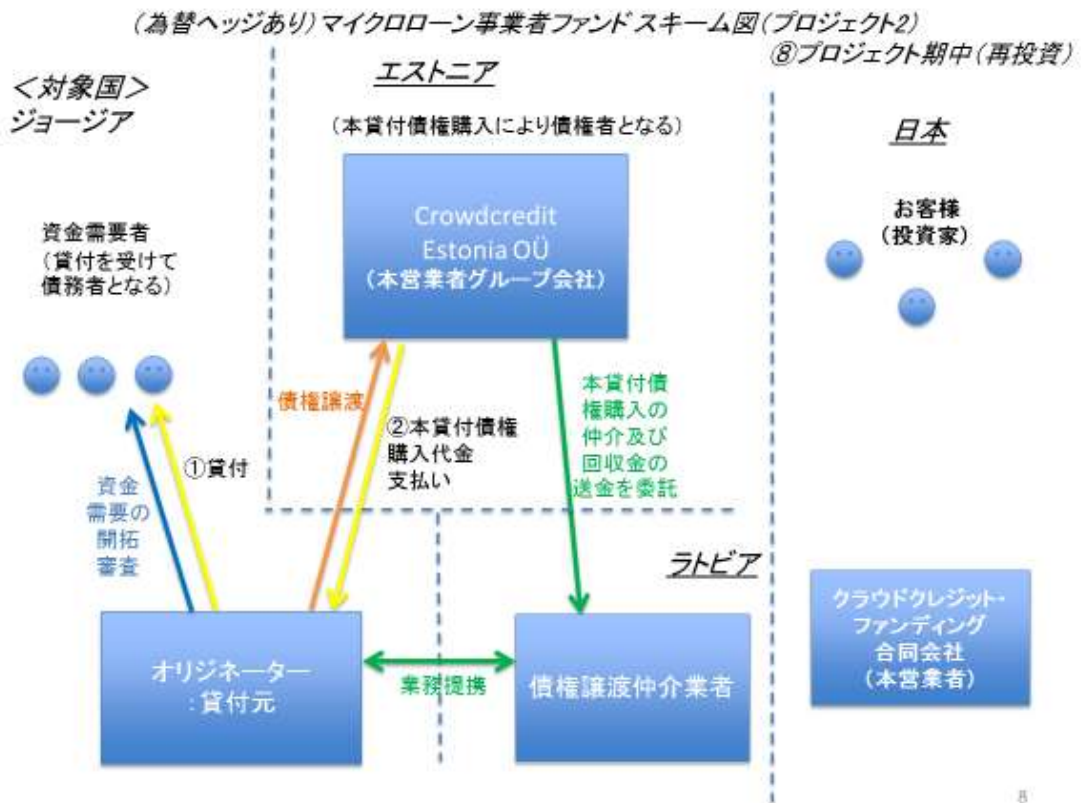 (為替ヘッジあり)マイクロローン事業者ファンド スキーム図(プロジェクト2)
⑧プロジェクト期中(再投資)
<対象国>
ジョージア
エストニア
(本貸付債権購入により債権者となる)
日本
Crowdcredit
Estonia OÜ
(本営業者グループ会社)
お客様
(投資家)
資金需要者
(貸付を受けて
債務者となる)
債権譲渡
②本貸付債権
購入代金
支払い
本貸付債
権購入の
仲介及び
回収金の
送金を委託
①貸付
資金
需要の
開拓
審査
ラトビア
オリジネーター
:貸付元
業務提携
債権譲渡仲介業者
クラウドクレジット・
ファンディング
合同会社
(本営業者)
8